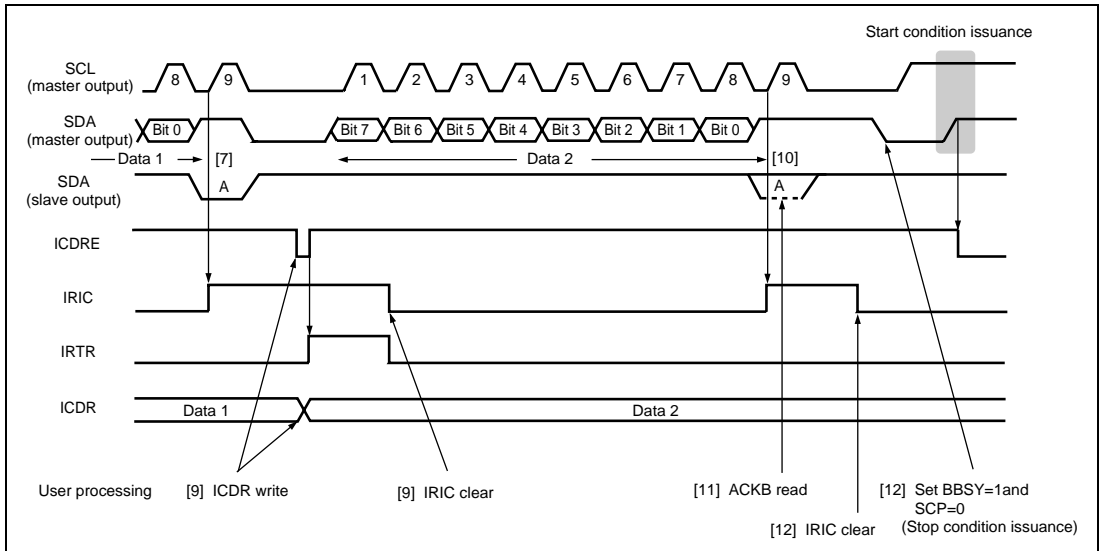 Start condition issuance
SCL
(master output)
8 9 1 2 3 4 5 6 7 8 9
SDA
(master output)
Bit 0 Bit 7 Bit 6 Bit 5 Bit 4 Bit 3 Bit 2 Bit 1 Bit 0
Data 1 [7] Data 2 [10]
SDA
(slave output)
A A
ICDRE
IRIC
IRTR
ICDR
Data 1 Data 2
User processing [9] ICDR write [9] IRIC clear [11] ACKB read [12] Set BBSY=1and
SCP=0
(Stop condition issuance)
[12] IRIC clear